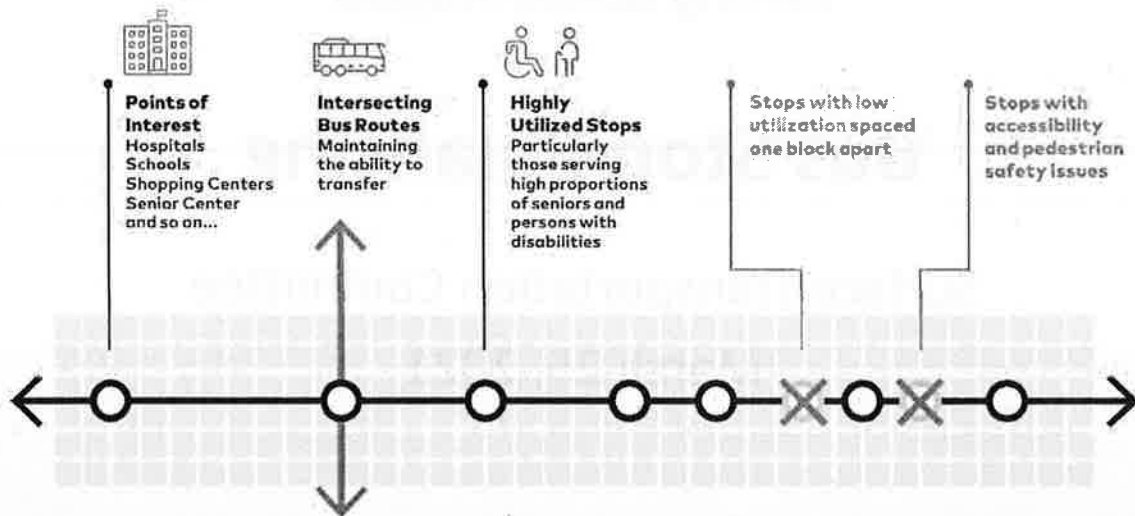 Points of
Interest
Hospitals
Schools
Shopping Centers
Senior Center
and so on...
Intersecting
Bus Routes
Maintaining
the ability to
transfer
Highly
Utilized Stops
Particularly
those serving
high proportions
of seniors and
persons with
disabilities
Stops with low
utilization spaced
one block apart
Stops with
accessibility
and pedestrian
safety issues